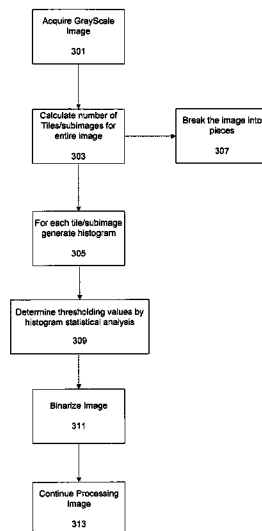 Acquire GrayScale
Image
301
Calculate number of
Tiles/subimages for
entire image
303
Break the image into
pieces
307
For each tile/subimage
generate histogram
305
Determine thresholding values by
histogram statistical analysis
309
Binarize Image
311
Continue Processing
Image
313